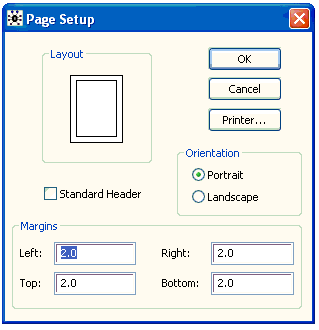 Page Setup
Layout
OK
Cancel
Printer...
Orientation
Portrait
Standard Header
Landscape
Margins
Left: 2.0 Right: 2.0
Top: 2.0 Bottom: 2.0